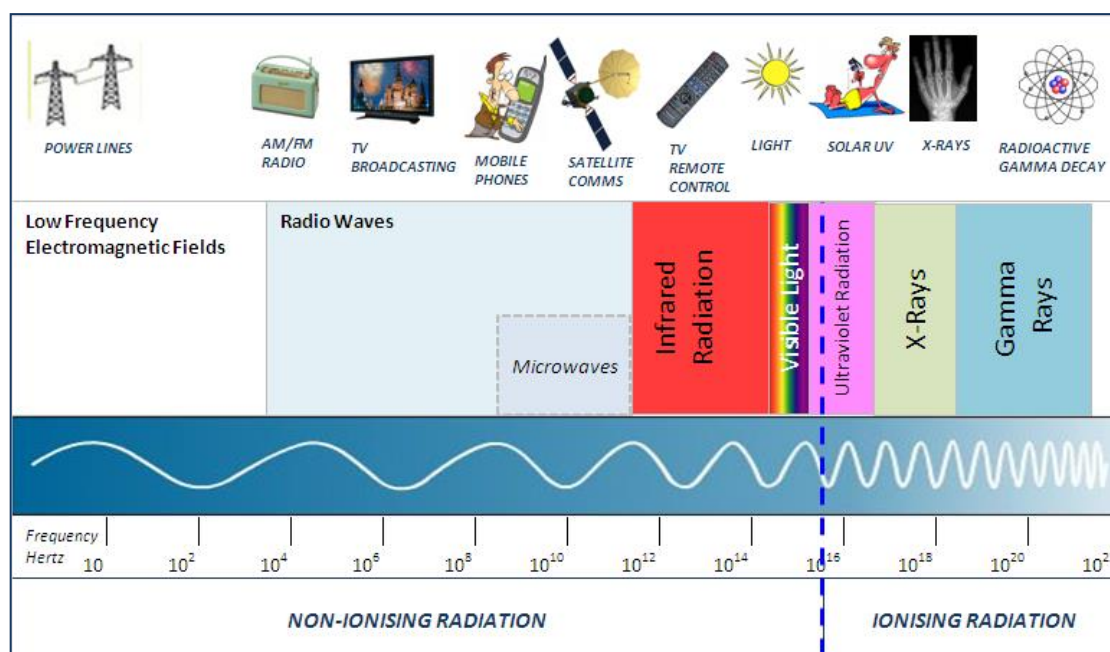 POWER LINES
AM/FM
RADIO
TV
BROADCASTING
MOBILE
PHONES
SATELLITE
COMMS
TV
REMOTE
CONTROL
LIGHT
SOLAR UV
X-RAYS
RADIOACTIVE
GAMMA DECAY
Low Frequency
Electromagnetic Fields
Radio Waves
Microwaves
Infrared
Radiation
Visible Light
Ultraviolet Radiation
X-Rays
Gamma
Rays
Frequency
Hertz
10 10² 10⁴ 10⁶ 10⁸ 10¹⁰ 10¹² 10¹⁴ 10¹⁶ 10¹⁸ 10²⁰
NON-IONISING RADIATION
IONISING RADIATION